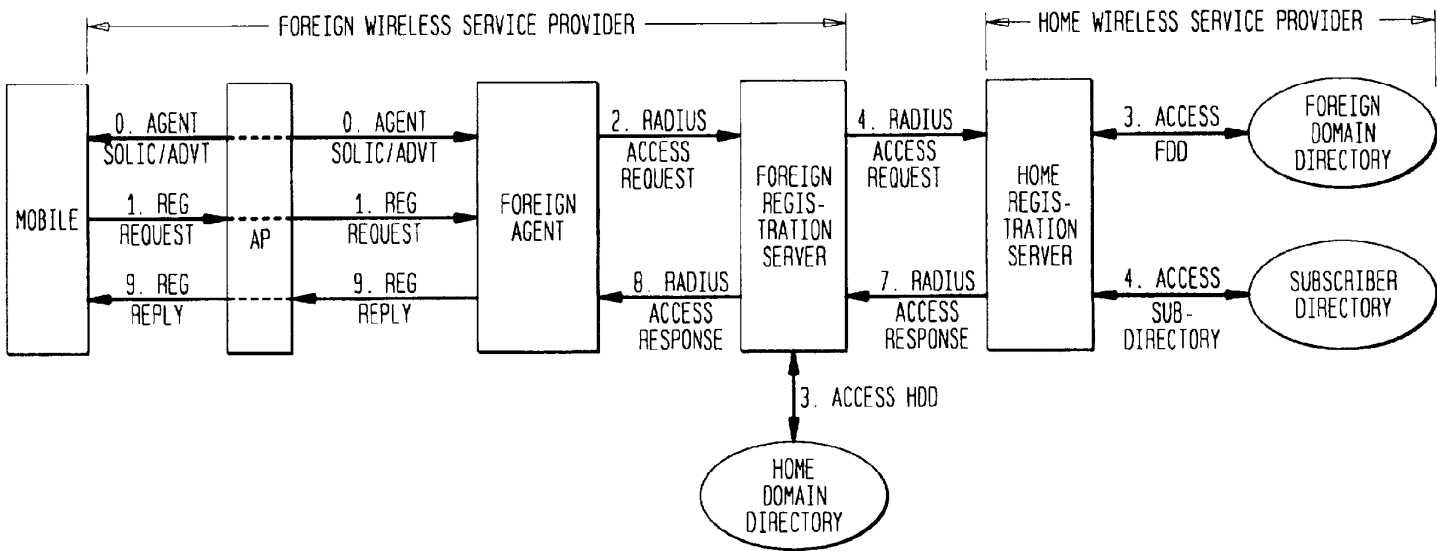 FOREIGN WIRELESS SERVICE PROVIDER
HOME WIRELESS SERVICE PROVIDER
MOBILE
0. AGENT
SOLIC/ADVT
1. REG
REQUEST
9. REG
REPLY
AP
0. AGENT
SOLIC/ADVT
1. REG
REQUEST
9. REG
REPLY
FOREIGN
AGENT
2. RADIUS
ACCESS
REQUEST
8. RADIUS
ACCESS
RESPONSE
FOREIGN
REGIS-
TRATION
SERVER
4. RADIUS
ACCESS
REQUEST
7. RADIUS
ACCESS
RESPONSE
HOME
REGIS-
TRATION
SERVER
3. ACCESS
FDD
4. ACCESS
SUB-
DIRECTORY
FOREIGN
DOMAIN
DIRECTORY
SUBSCRIBER
DIRECTORY
3. ACCESS HDD
HOME
DOMAIN
DIRECTORY